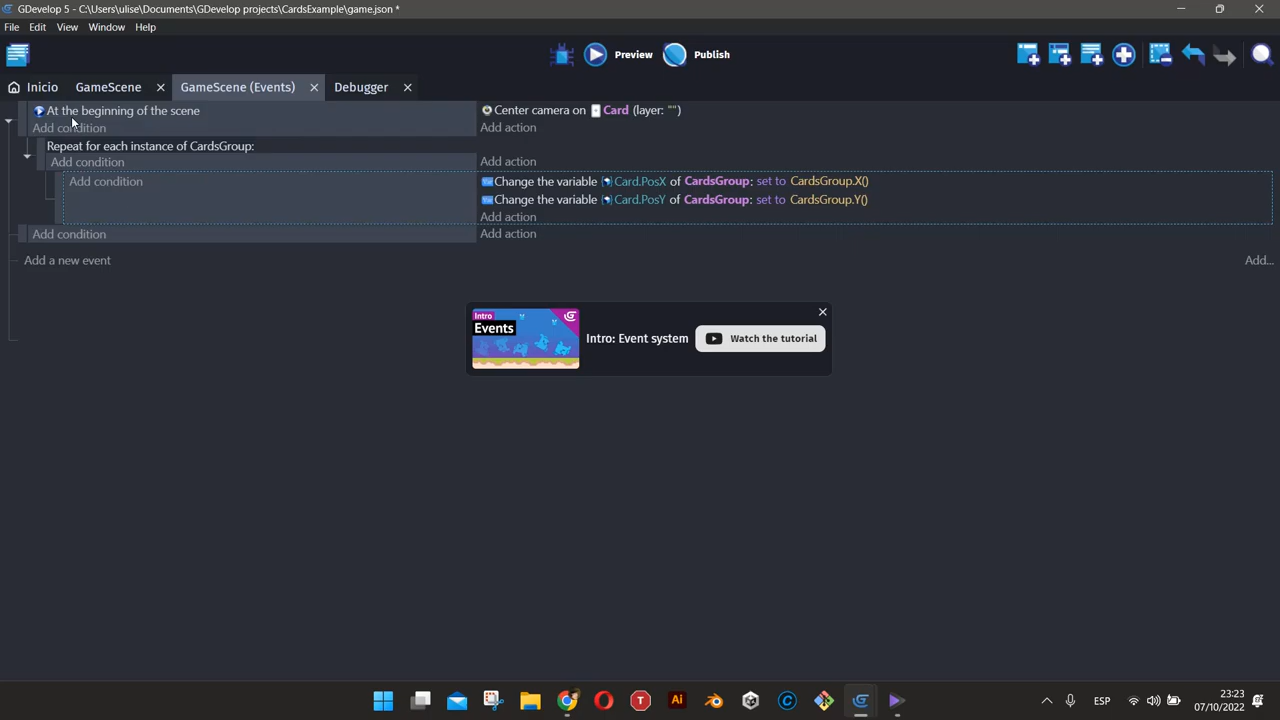 GDevelop 5 - C:\Users\ulise\Documents\GDevelop projects\CardsExample\game.json *
File Edit View Window Help
Preview Publish
Inicio GameScene GameScene (Events) Debugger
At the beginning of the scene Center camera on Card (layer: "")
Add condition Add action
Repeat for each instance of CardsGroup:
Add condition Add action
Add condition Change the variable Card.PosX of CardsGroup: set to CardsGroup.X()
Change the variable Card.PosY of CardsGroup: set to CardsGroup.Y()
Add action
Add condition Add action
Add a new event Add...
Intro
Events
Intro: Event system Watch the tutorial
ESP
23:23
07/10/2022